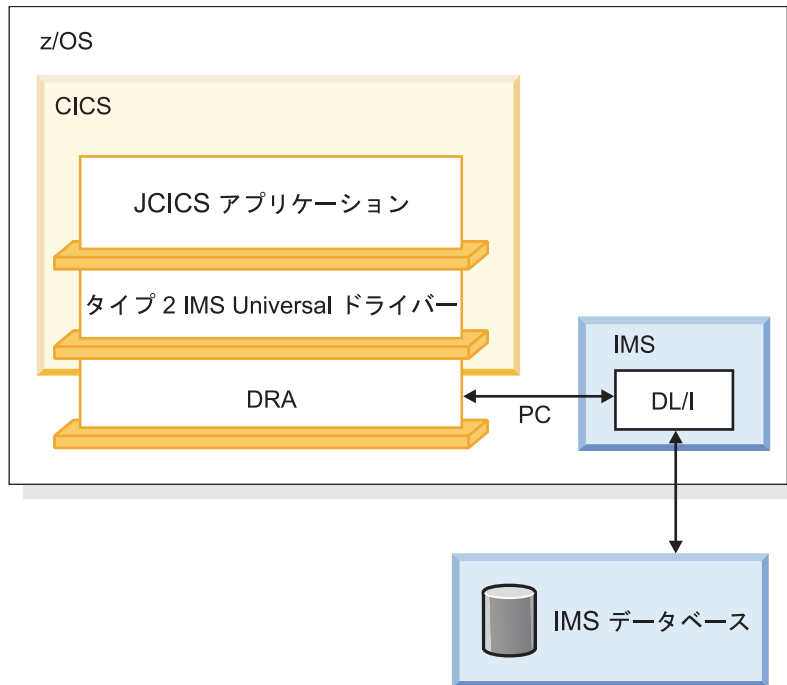 z/OS
CICS
JCICS アプリケーション
タイプ 2 IMS Universal ドライバー
DRA
PC
IMS
DL/I
IMS データベース